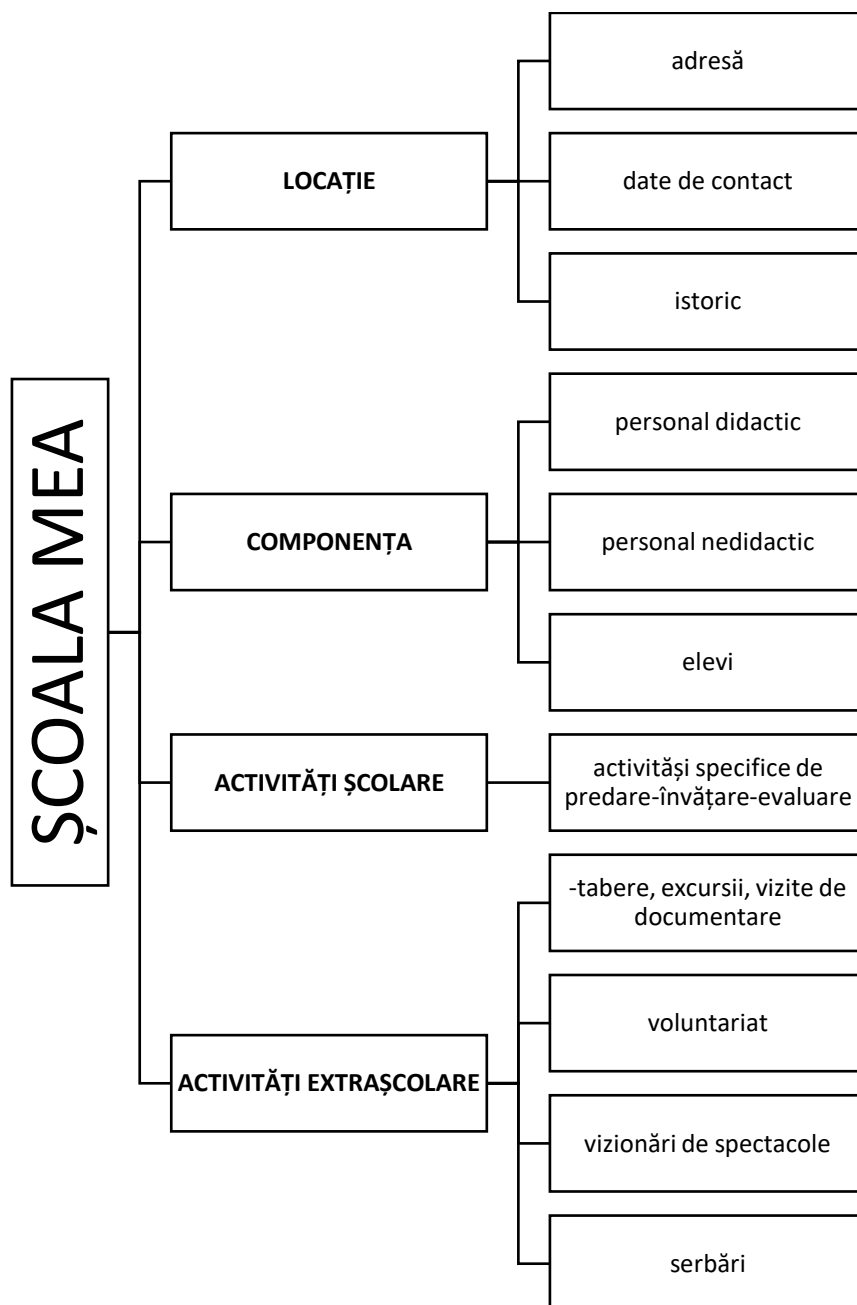 ȘCOALA MEA
LOCAȚIE
adresă
date de contact
istoric
COMPONENȚA
personal didactic
personal nedidactic
elevi
ACTIVITĂȚI ȘCOLARE
activităși specifice de
predare-învățare-evaluare
ACTIVITĂȚI EXTRAȘCOLARE
-tabere, excursii, vizite de
documentare
voluntariat
vizionări de spectacole
serbări